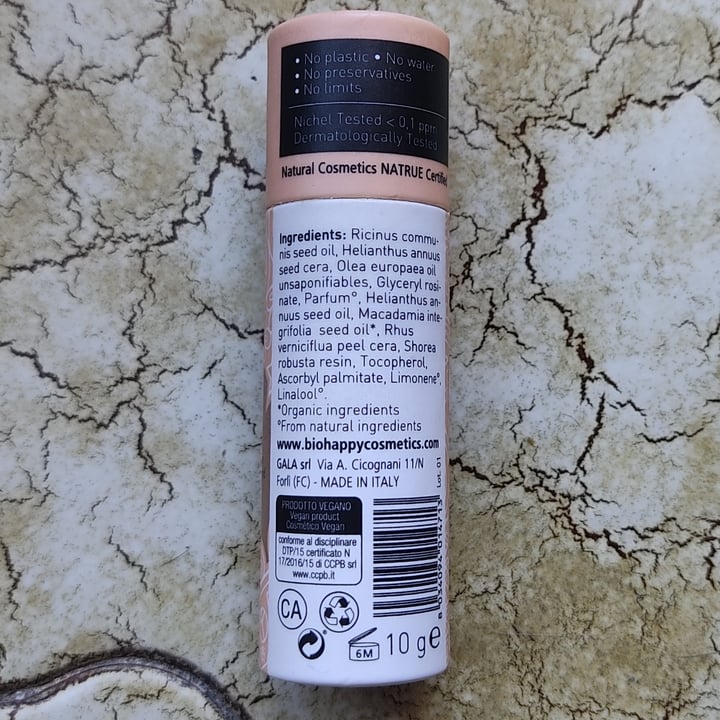 • No plastic • No water
• No preservatives
• No limits
Nichel Tested < 0,1 ppm
Dermatologically Tested
Natural Cosmetics NATRUE Certified
Ingredients: Ricinus commu-
nis seed oil, Helianthus annuus
seed cera, Olea europaea oil
unsaponifiables, Glyceryl rosi-
nate, Parfum°, Helianthus an-
nuus seed oil, Macadamia inte-
grifolia seed oil*, Rhus
verniciflua peel cera, Shorea
robusta resin, Tocopherol,
Ascorbyl palmitate, Limonene°,
Linalool°.
*Organic ingredients
°From natural ingredients
www.biohappycosmetics.com
GALA srl Via A. Cicognani 11/N
Forlì (FC) - MADE IN ITALY
Lot. 01
PRODOTTO VEGANO
Vegan product
Cosmético Vegan
conforme al disciplinare
DTP/15 certificato N
17/2016/15 di CCPB srl
www.ccpb.it
8 034094 014713
CA
6M
10 g e